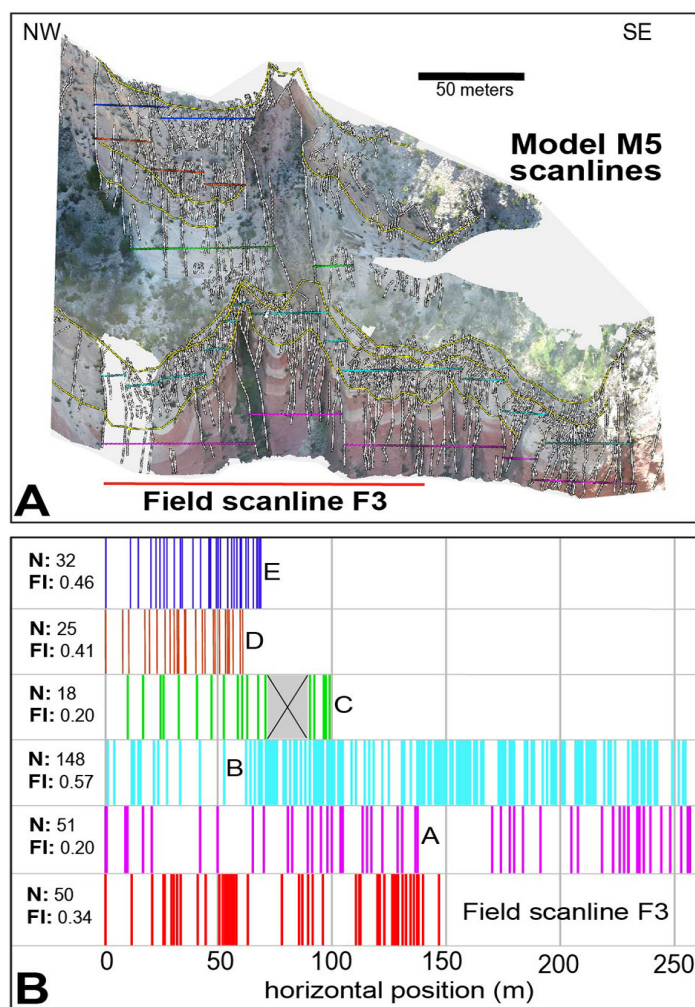 NW
SE
50 meters
Model M5
scanlines
A
Field scanline F3
N: 32
FI: 0.46
E
N: 25
FI: 0.41
D
N: 18
FI: 0.20
C
N: 148
FI: 0.57
B
N: 51
FI: 0.20
A
N: 50
FI: 0.34
Field scanline F3
0 50 100 150 200 250
B
horizontal position (m)